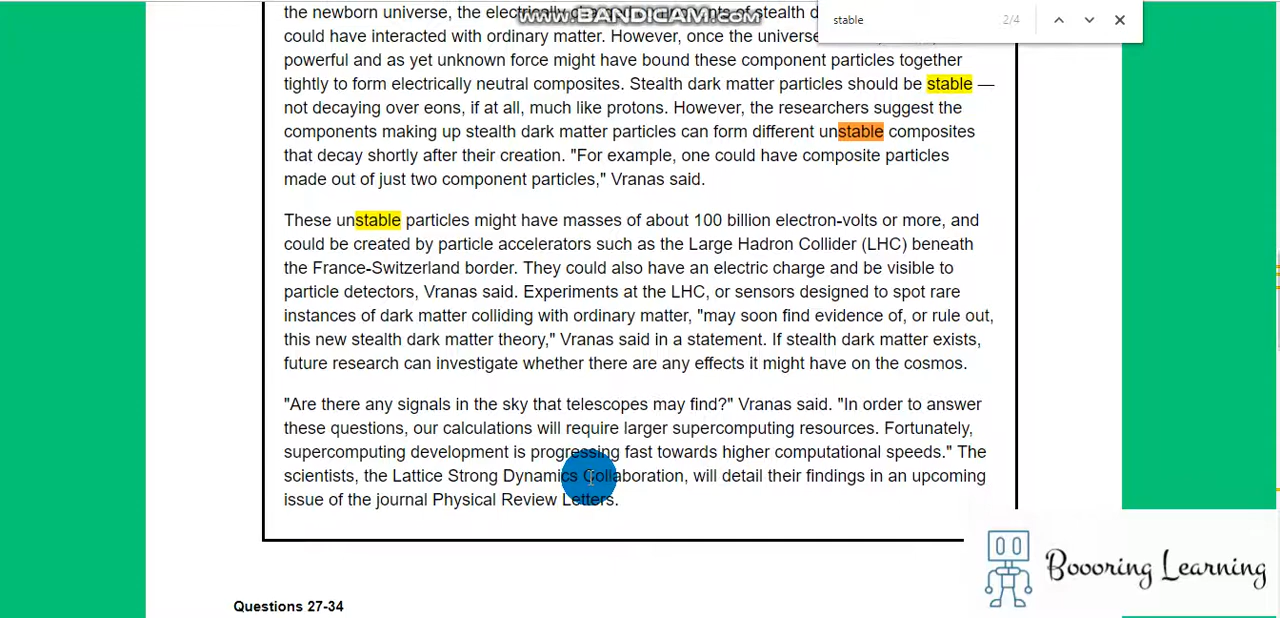 the newborn universe, the electrically
of stealth d
www.BANDICAM.com
stable
2/4
could have interacted with ordinary matter. However, once the universe
powerful and as yet unknown force might have bound these component particles together
tightly to form electrically neutral composites. Stealth dark matter particles should be stable —
not decaying over eons, if at all, much like protons. However, the researchers suggest the
components making up stealth dark matter particles can form different unstable composites
that decay shortly after their creation. "For example, one could have composite particles
made out of just two component particles," Vranas said.
These unstable particles might have masses of about 100 billion electron-volts or more, and
could be created by particle accelerators such as the Large Hadron Collider (LHC) beneath
the France-Switzerland border. They could also have an electric charge and be visible to
particle detectors, Vranas said. Experiments at the LHC, or sensors designed to spot rare
instances of dark matter colliding with ordinary matter, "may soon find evidence of, or rule out,
this new stealth dark matter theory," Vranas said in a statement. If stealth dark matter exists,
future research can investigate whether there are any effects it might have on the cosmos.
"Are there any signals in the sky that telescopes may find?" Vranas said. "In order to answer
these questions, our calculations will require larger supercomputing resources. Fortunately,
supercomputing development is progressing fast towards higher computational speeds." The
scientists, the Lattice Strong Dynamics Collaboration, will detail their findings in an upcoming
issue of the journal Physical Review Letters.
Boooring Learning
Questions 27-34